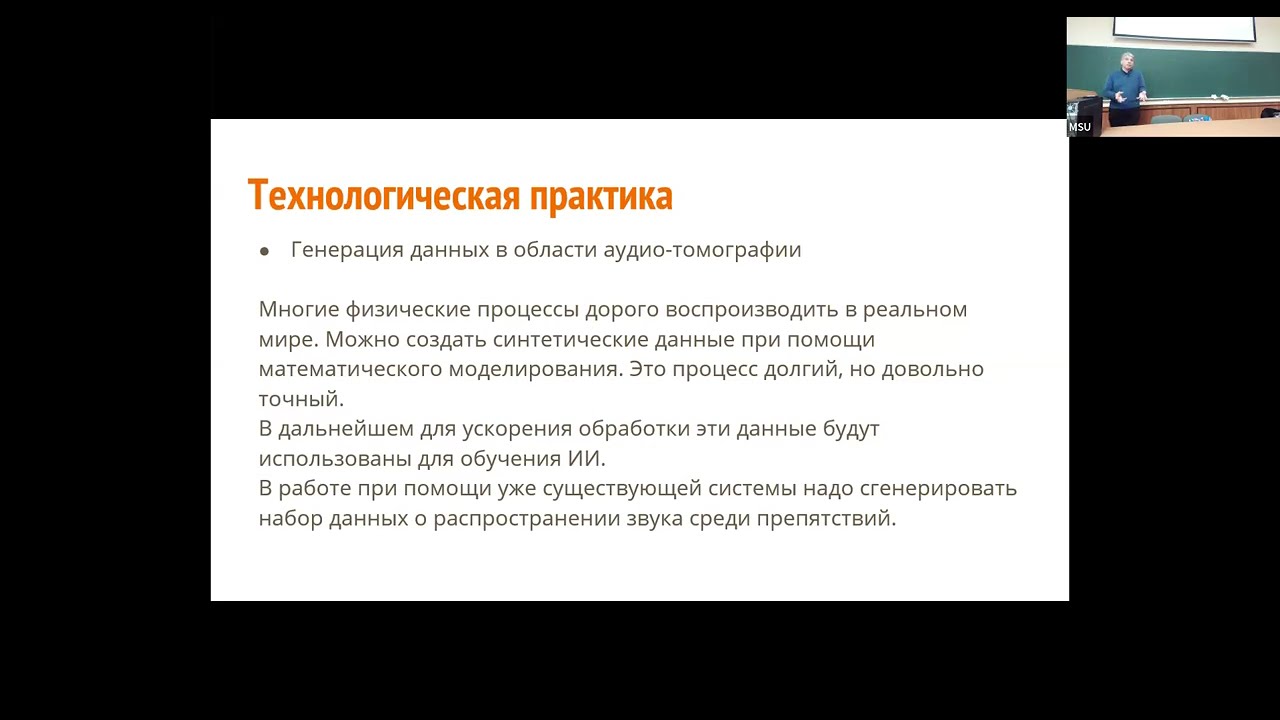 MSU
Технологическая практика
● Генерация данных в области аудио-томографии
Многие физические процессы дорого воспроизводить в реальном
мире. Можно создать синтетические данные при помощи
математического моделирования. Это процесс долгий, но довольно
точный.
В дальнейшем для ускорения обработки эти данные будут
использованы для обучения ИИ.
В работе при помощи уже существующей системы надо сгенерировать
набор данных о распространении звука среди препятствий.